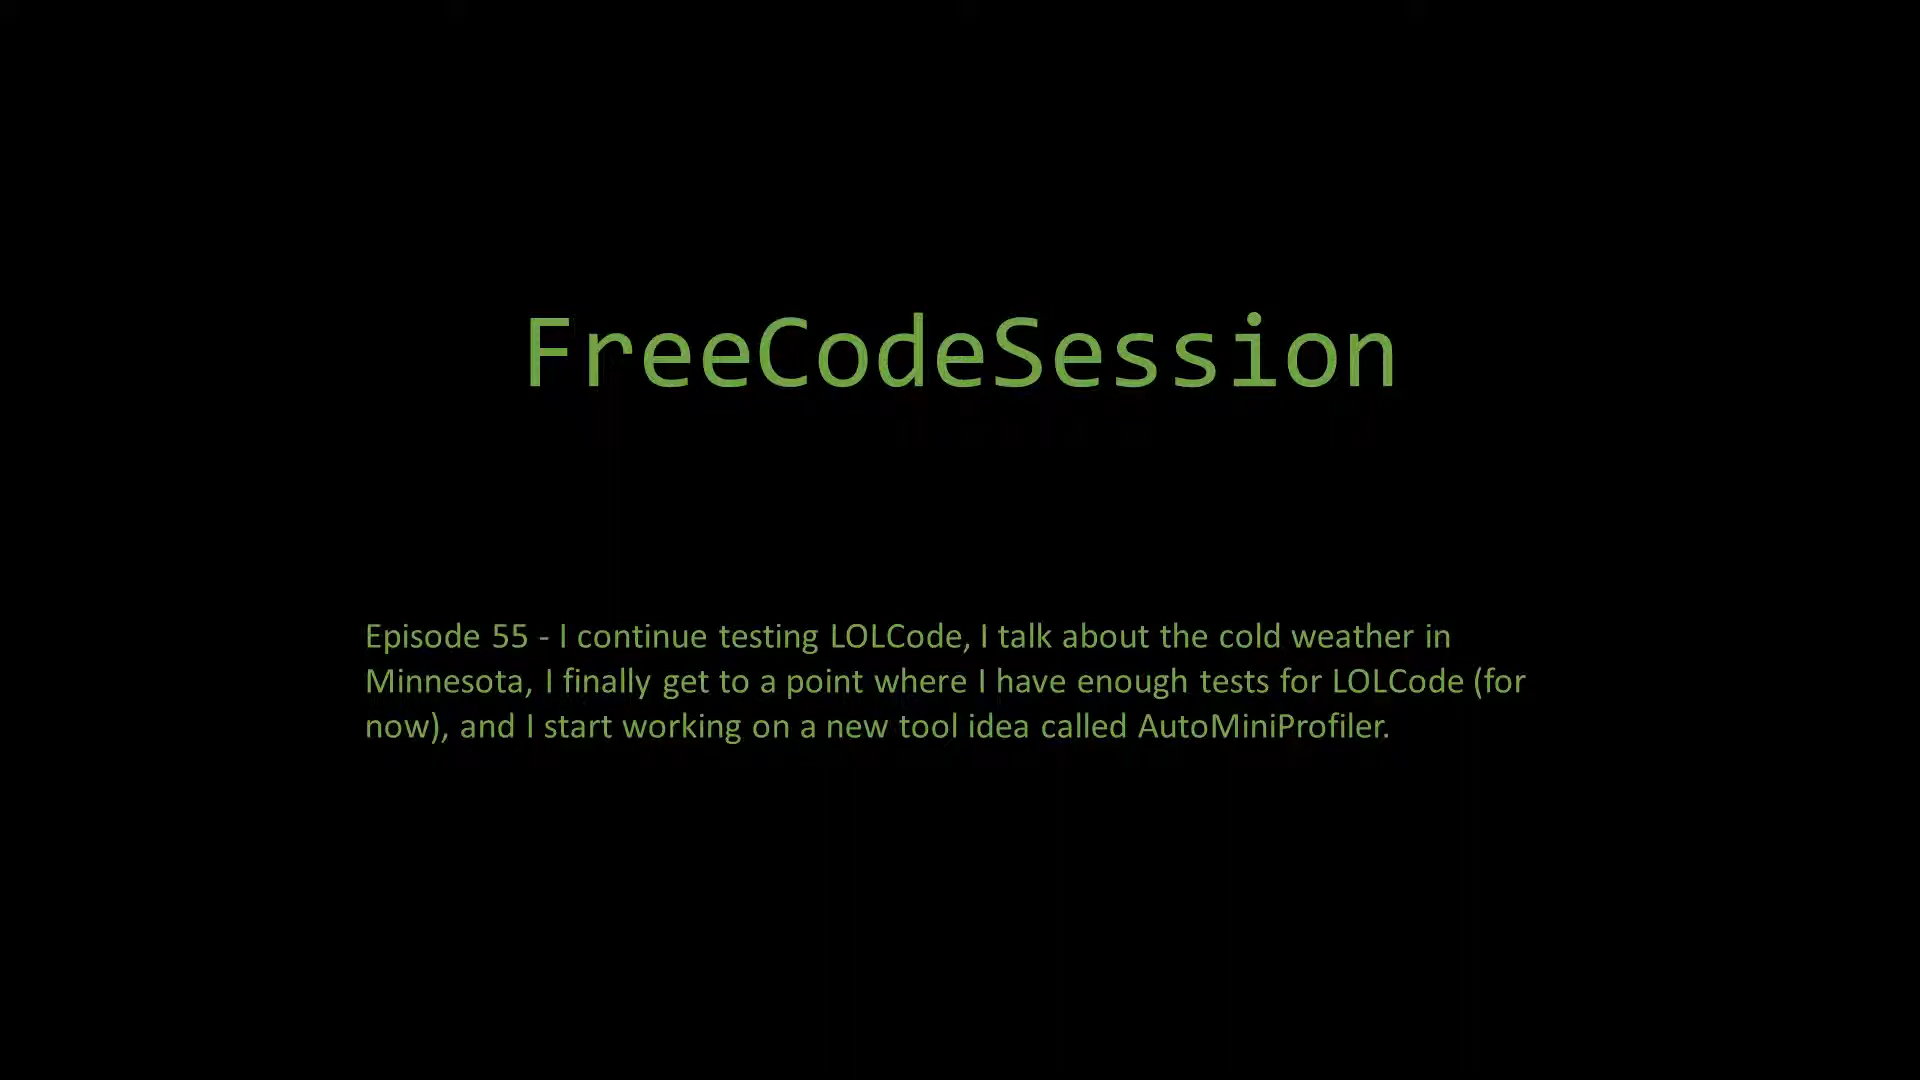 FreeCodeSession
Episode 55 - I continue testing LOLCode, I talk about the cold weather in
Minnesota, I finally get to a point where I have enough tests for LOLCode (for
now), and I start working on a new tool idea called AutoMiniProfiler.